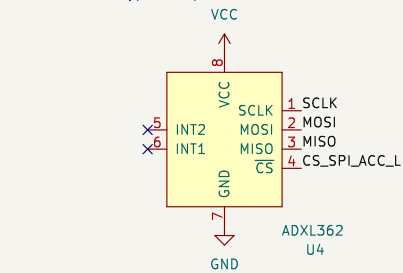 VCC
8
VCC
SCLK 1 SCLK
5 INT2 MOSI 2 MOSI
6 INT1 MISO 3 MISO
CS 4 CS_SPI_ACC_L
GND
7
ADXL362
U4
GND